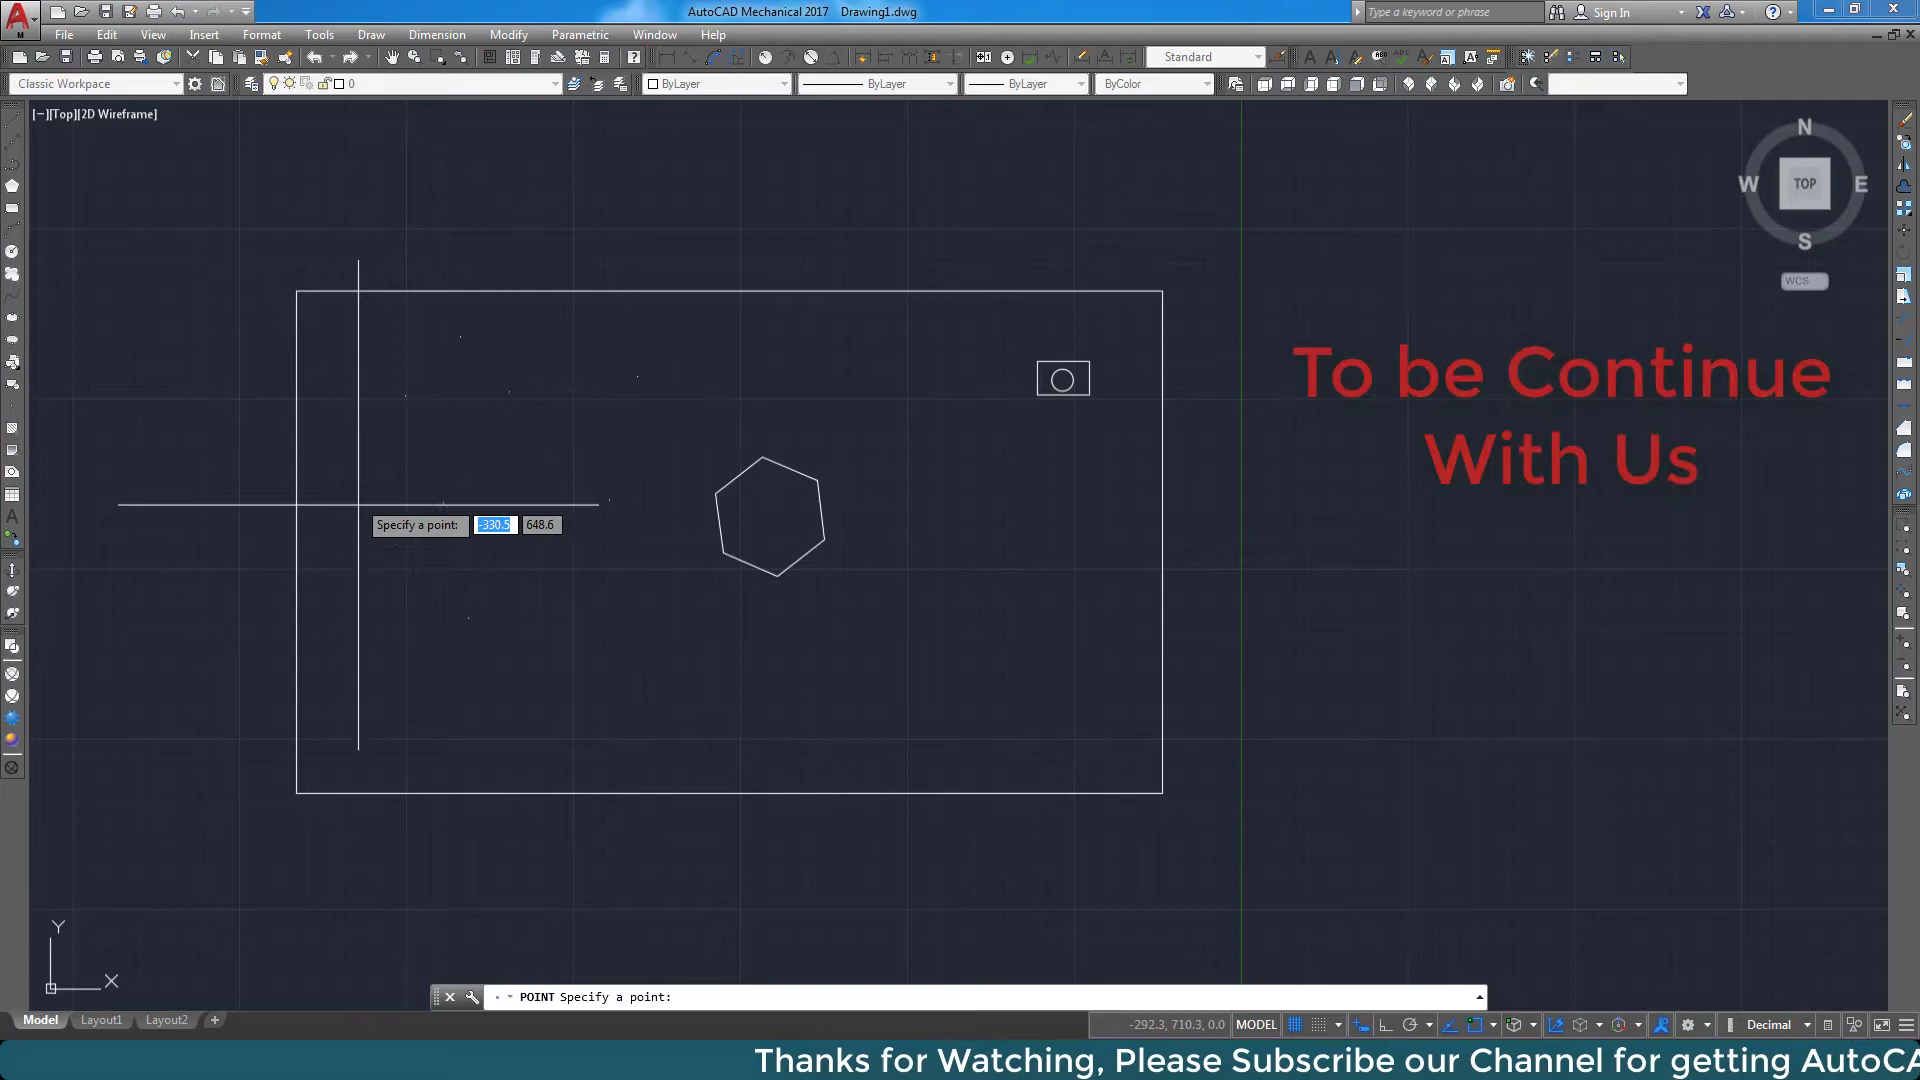 AutoCAD Mechanical 2017 Drawing1.dwg
Type a keyword or phrase
Sign In
File Edit View Insert Format Tools Draw Dimension Modify Parametric Window Help
Standard
Classic Workspace
0
ByLayer
ByLayer
ByLayer
ByColor
[−][Top][2D Wireframe]
N
W TOP E
S
WCS
To be Continue
With Us
Specify a point: -330.5 648.6
Y
X
POINT Specify a point:
Model Layout1 Layout2 +
-292.3, 710.3, 0.0 MODEL Decimal
Thanks for Watching, Please Subscribe our Channel for getting AutoCA